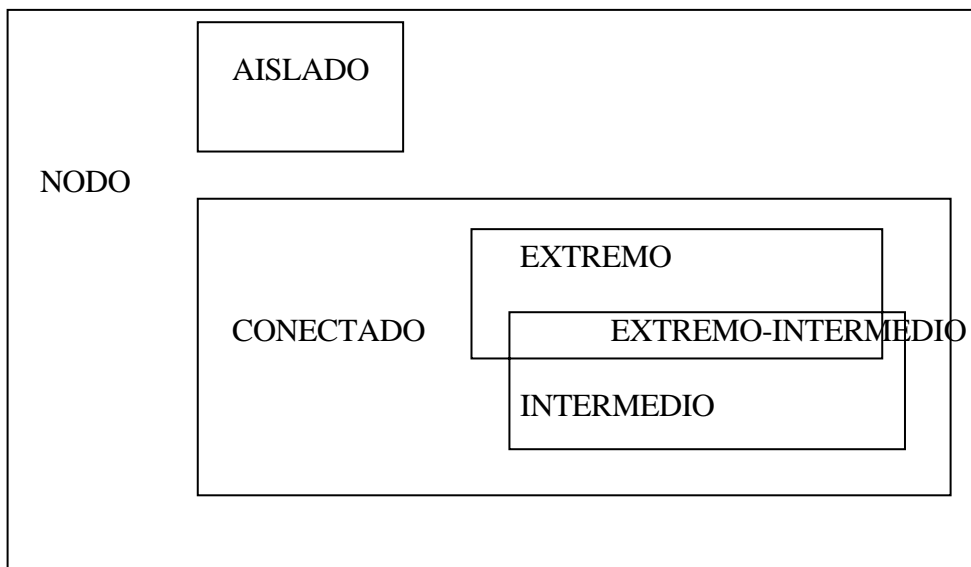 AISLADO
NODO
EXTREMO
CONECTADO
EXTREMO-INTERMEDIO
INTERMEDIO